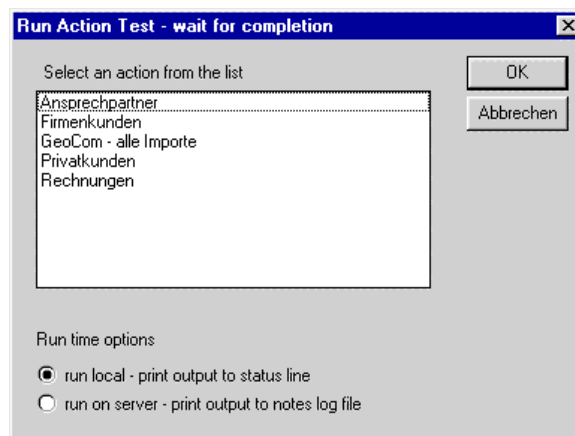 Run Action Test - wait for completion
Select an action from the list
OK
Abbrechen
Ansprechpartner
Firmenkunden
GeoCom - alle Importe
Privatkunden
Rechnungen
Run time options
run local - print output to status line
run on server - print output to notes log file